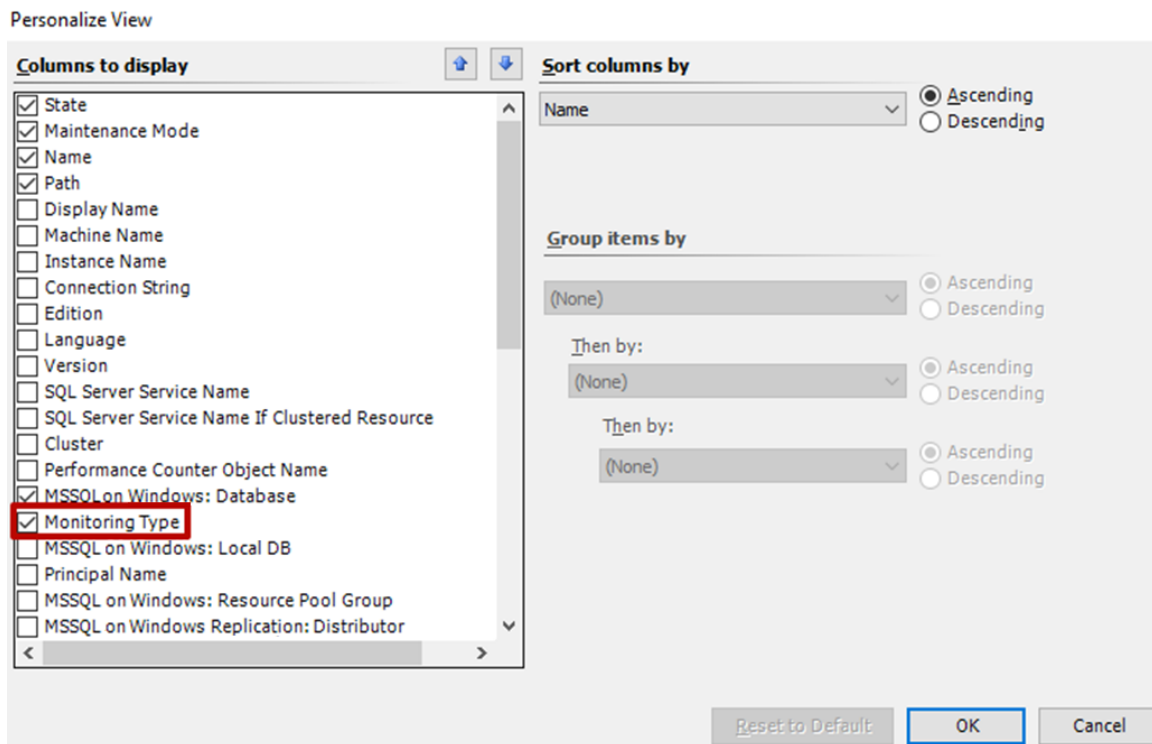 Personalize View
Columns to display
State
Maintenance Mode
Name
Path
Display Name
Machine Name
Instance Name
Connection String
Edition
Language
Version
SQL Server Service Name
SQL Server Service Name If Clustered Resource
Cluster
Performance Counter Object Name
MSSQL on Windows: Database
Monitoring Type
MSSQL on Windows: Local DB
Principal Name
MSSQL on Windows: Resource Pool Group
MSSQL on Windows Replication: Distributor
Sort columns by
Name
Ascending
Descending
Group items by
(None)
Ascending
Descending
Then by:
(None)
Ascending
Descending
Then by:
(None)
Ascending
Descending
Reset to Default
OK
Cancel